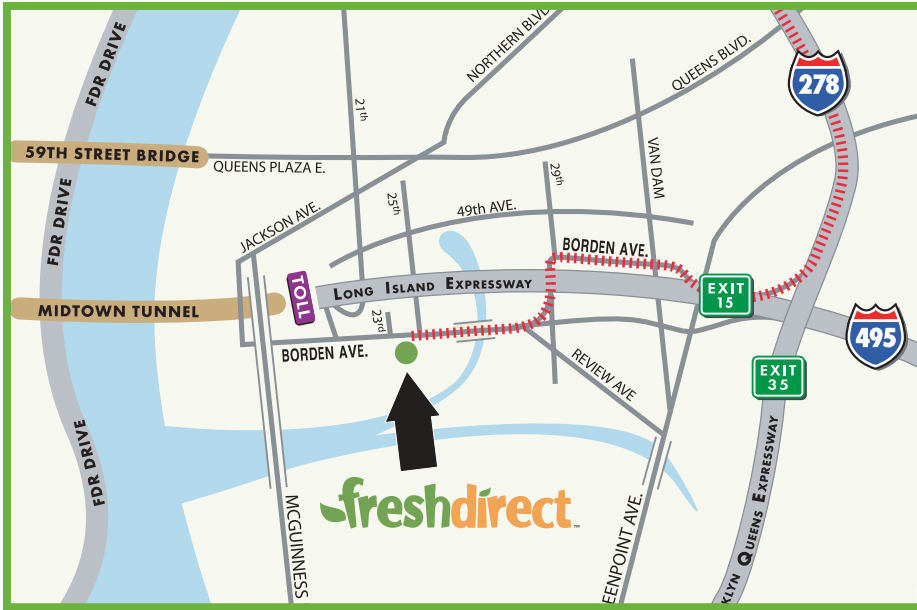 FDR DRIVE
NORTHERN BLVD
QUEENS BLVD.
278
21th
59TH STREET BRIDGE
QUEENS PLAZA E.
VAN DAM
29th
25th
FDR DRIVE
JACKSON AVE.
49th AVE.
BORDEN AVE.
TOLL
LONG ISLAND EXPRESSWAY
EXIT
15
MIDTOWN TUNNEL
23rd
495
BORDEN AVE.
REVIEW AVE
EXIT
35
FDR DRIVE
freshdirect™
MCGUINNESS
EENPOINT AVE.
KLYN QUEENS EXPRESSWAY